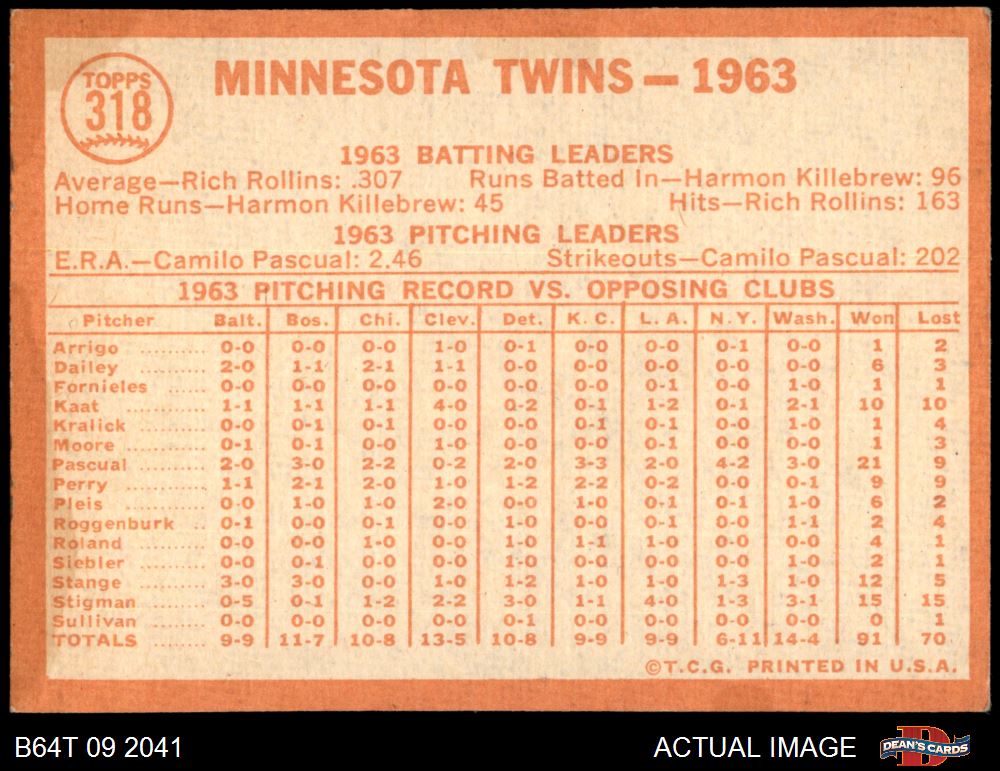 TOPPS
318
MINNESOTA TWINS — 1963
1963 BATTING LEADERS
Average—Rich Rollins: .307 Runs Batted In—Harmon Killebrew: 96
Home Runs—Harmon Killebrew: 45 Hits—Rich Rollins: 163
1963 PITCHING LEADERS
E.R.A.—Camilo Pascual: 2.46 Strikeouts—Camilo Pascual: 202
1963 PITCHING RECORD VS. OPPOSING CLUBS
Pitcher Balt. Bos. Chi. Clev. Det. K. C. L. A. N. Y. Wash. Won Lost
Arrigo .......... 0-0 0-0 0-0 1-0 0-1 0-0 0-0 0-1 0-0 1 2
Dailey .......... 2-0 1-1 2-1 1-1 0-0 0-0 0-0 0-0 0-0 6 3
Fornieles ...... 0-0 0-0 0-0 0-0 0-0 0-0 0-1 0-0 1-0 1 1
Kaat ............ 1-1 1-1 1-1 4-0 0-2 0-1 1-2 0-1 2-1 10 10
Kralick ......... 0-0 0-1 0-1 0-0 0-0 0-1 0-1 0-0 1-0 1 4
Moore .......... 0-1 0-1 0-0 1-0 0-0 0-0 0-1 0-0 0-0 1 3
Pascual ........ 2-0 3-0 2-2 0-2 2-0 3-3 2-0 4-2 3-0 21 9
Perry ........... 1-1 2-1 2-0 1-0 1-2 2-2 0-2 0-0 0-1 9 9
Pleis ............ 0-0 1-0 1-0 2-0 0-0 1-0 0-1 0-1 1-0 6 2
Roggenburk .. 0-1 0-0 0-1 0-0 1-0 0-0 0-1 0-0 1-1 2 4
Roland ......... 0-0 0-0 1-0 0-0 1-0 1-1 1-0 0-0 0-0 4 1
Siebler ......... 0-0 0-1 0-0 0-0 1-0 0-0 0-0 0-0 1-0 2 1
Stange ......... 3-0 3-0 0-0 1-0 1-2 1-0 1-0 1-3 1-0 12 5
Stigman ....... 0-5 0-1 1-2 2-2 3-0 1-1 4-0 1-3 3-1 15 15
Sullivan ........ 0-0 0-0 0-0 0-0 0-1 0-0 0-0 0-0 0-0 0 1
TOTALS 9-9 11-7 10-8 13-5 10-8 9-9 9-9 6-11 14-4 91 70
©T.C.G. PRINTED IN U.S.A.
B64T 09 2041 ACTUAL IMAGE DEAN'S CARDS